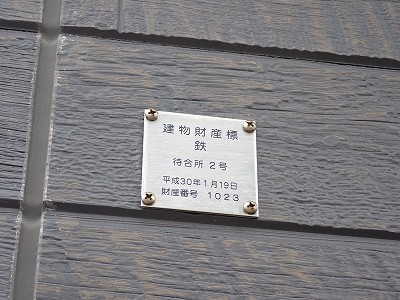 建物財産標
鉄
待合所 2号
平成30年1月19日
財産番号 1023